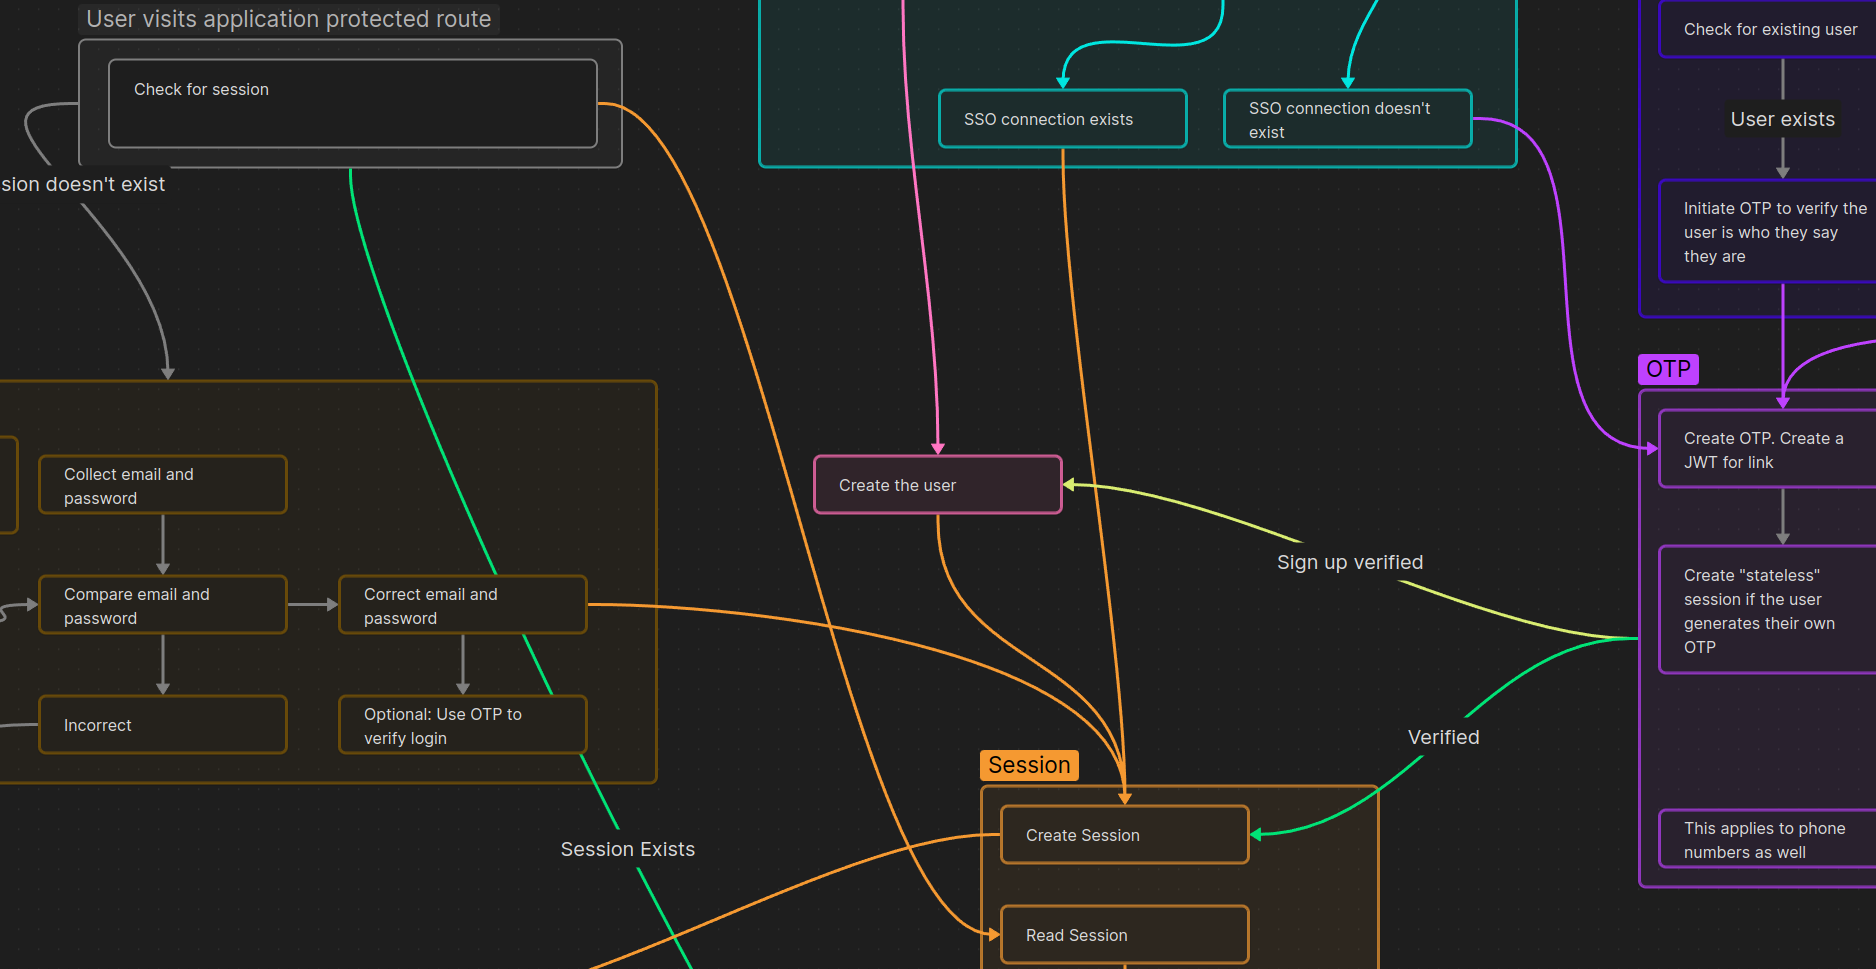 User visits application protected route
Check for session
sion doesn't exist
Collect email and
password
Compare email and
password
Correct email and
password
Incorrect
Optional: Use OTP to
verify login
Session Exists
SSO connection exists
SSO connection doesn't
exist
Create the user
Sign up verified
Verified
Session
Create Session
Read Session
Check for existing user
User exists
Initiate OTP to verify the
user is who they say
they are
OTP
Create OTP. Create a
JWT for link
Create "stateless"
session if the user
generates their own
OTP
This applies to phone
numbers as well